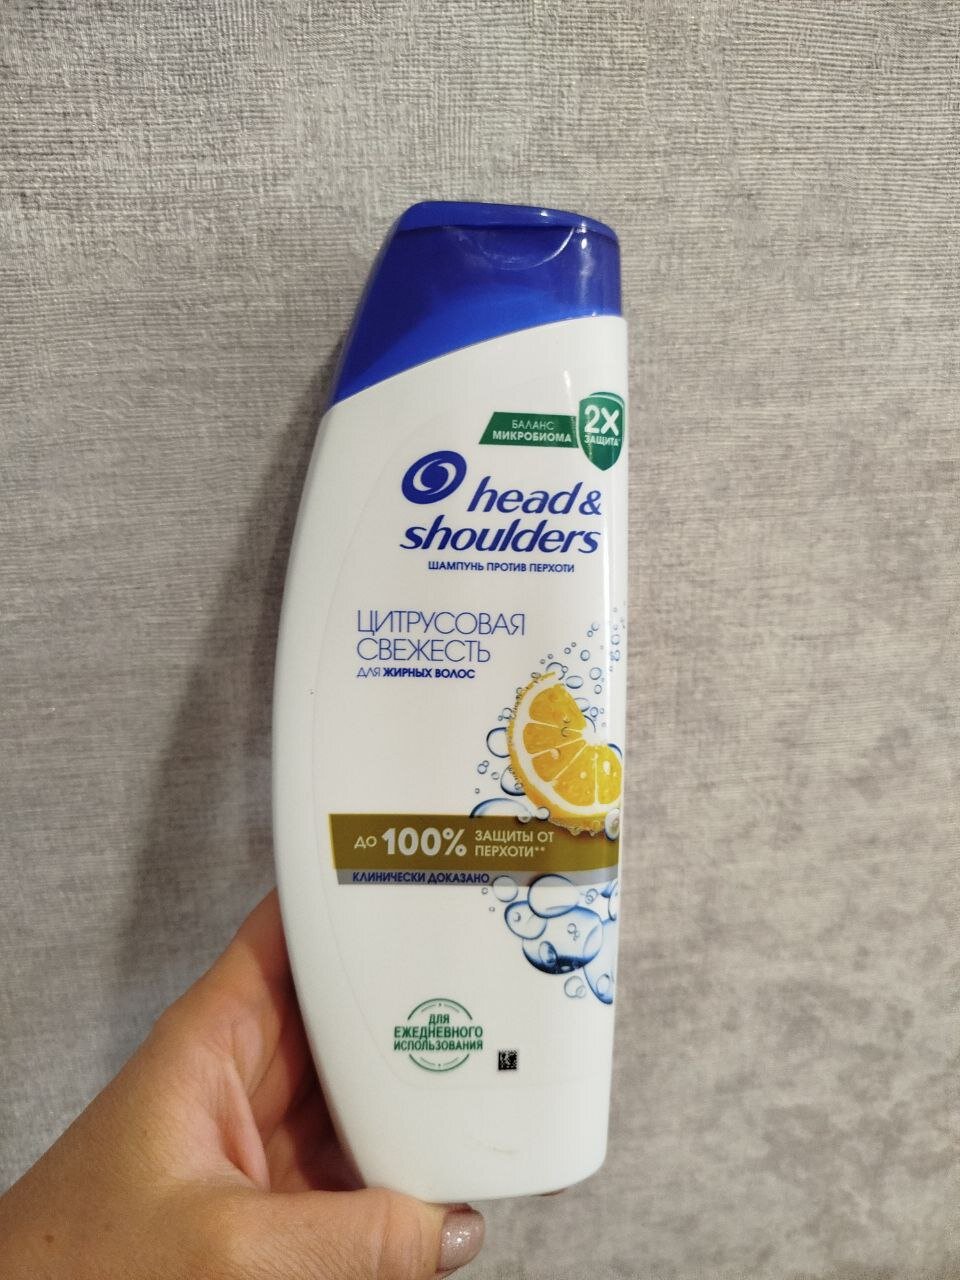 БАЛАНС
МИКРОБИОМА
2X
ЗАЩИТА*
head &
shoulders
ШАМПУНЬ ПРОТИВ ПЕРХОТИ
ЦИТРУСОВАЯ
СВЕЖЕСТЬ
ДЛЯ ЖИРНЫХ ВОЛОС
ДО 100% ЗАЩИТЫ ОТ
ПЕРХОТИ**
КЛИНИЧЕСКИ ДОКАЗАНО
ДЛЯ
ЕЖЕДНЕВНОГО
ИСПОЛЬЗОВАНИЯ